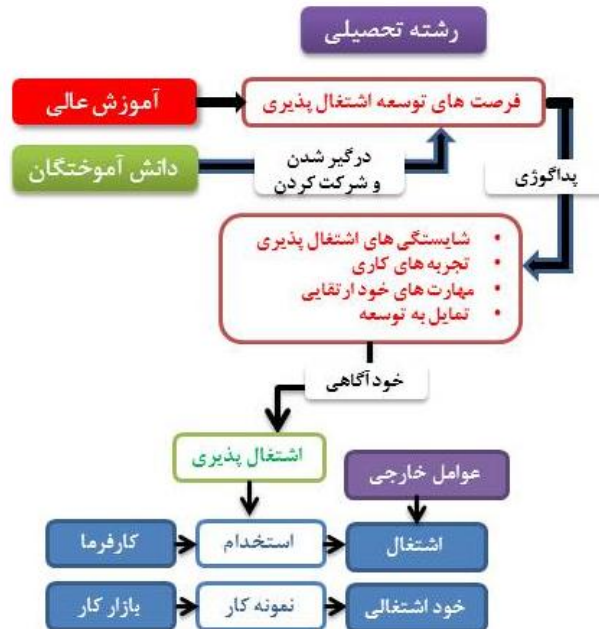 رشته تحصیلی
آموزش عالی
فرصت های توسعه اشتغال پذیری
دانش آموختگان
درگیر شدن
و شرکت کردن
پداگوژی
• شایستگی های اشتغال پذیری
• تجربه های کاری
• مهارت های خود ارتقایی
• تمایل به توسعه
خودآگاهی
اشتغال پذیری
عوامل خارجی
کارفرما
استخدام
اشتغال
بازار کار
نمونه کار
خود اشتغالی